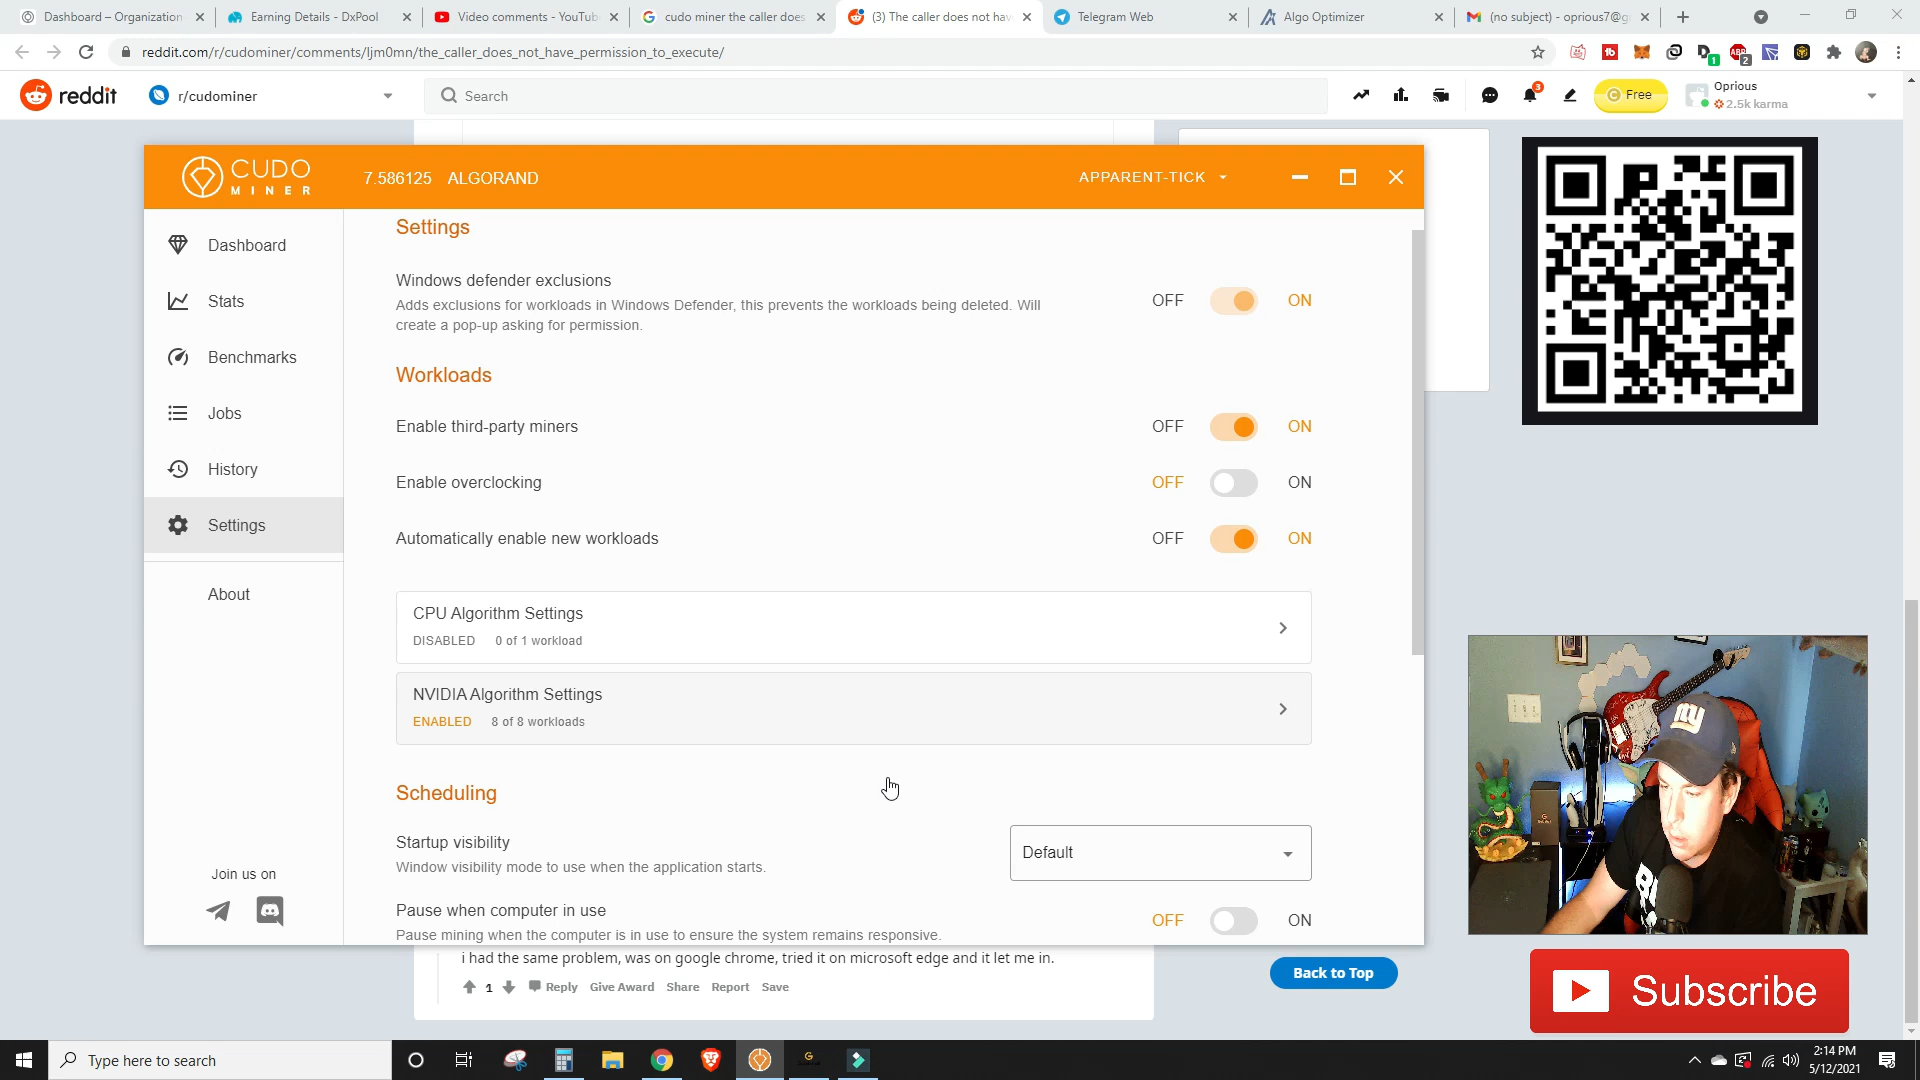 Dashboard – Organization
Earning Details - DxPool
Video comments - YouTub
cudo miner the caller does
(3) The caller does not hav
Telegram Web
Algo Optimizer
(no subject) - oprious7@g
reddit.com/r/cudominer/comments/ljm0mn/the_caller_does_not_have_permission_to_execute/
reddit
r/cudominer
Search
3
Free
Oprious
2.5k karma
CUDO
MINER
7.586125 ALGORAND
APPARENT-TICK
Dashboard
Stats
Benchmarks
Jobs
History
Settings
About
Join us on
Settings
Windows defender exclusions
Adds exclusions for workloads in Windows Defender, this prevents the workloads being deleted. Will
create a pop-up asking for permission.
OFF ON
Workloads
Enable third-party miners
OFF ON
Enable overclocking
OFF ON
Automatically enable new workloads
OFF ON
CPU Algorithm Settings
DISABLED 0 of 1 workload
NVIDIA Algorithm Settings
ENABLED 8 of 8 workloads
Scheduling
Startup visibility
Window visibility mode to use when the application starts.
Default
Pause when computer in use
Pause mining when the computer is in use to ensure the system remains responsive.
OFF ON
i had the same problem, was on google chrome, tried it on microsoft edge and it let me in.
1 Reply Give Award Share Report Save
Back to Top
Subscribe
Type here to search
2:14 PM
5/12/2021